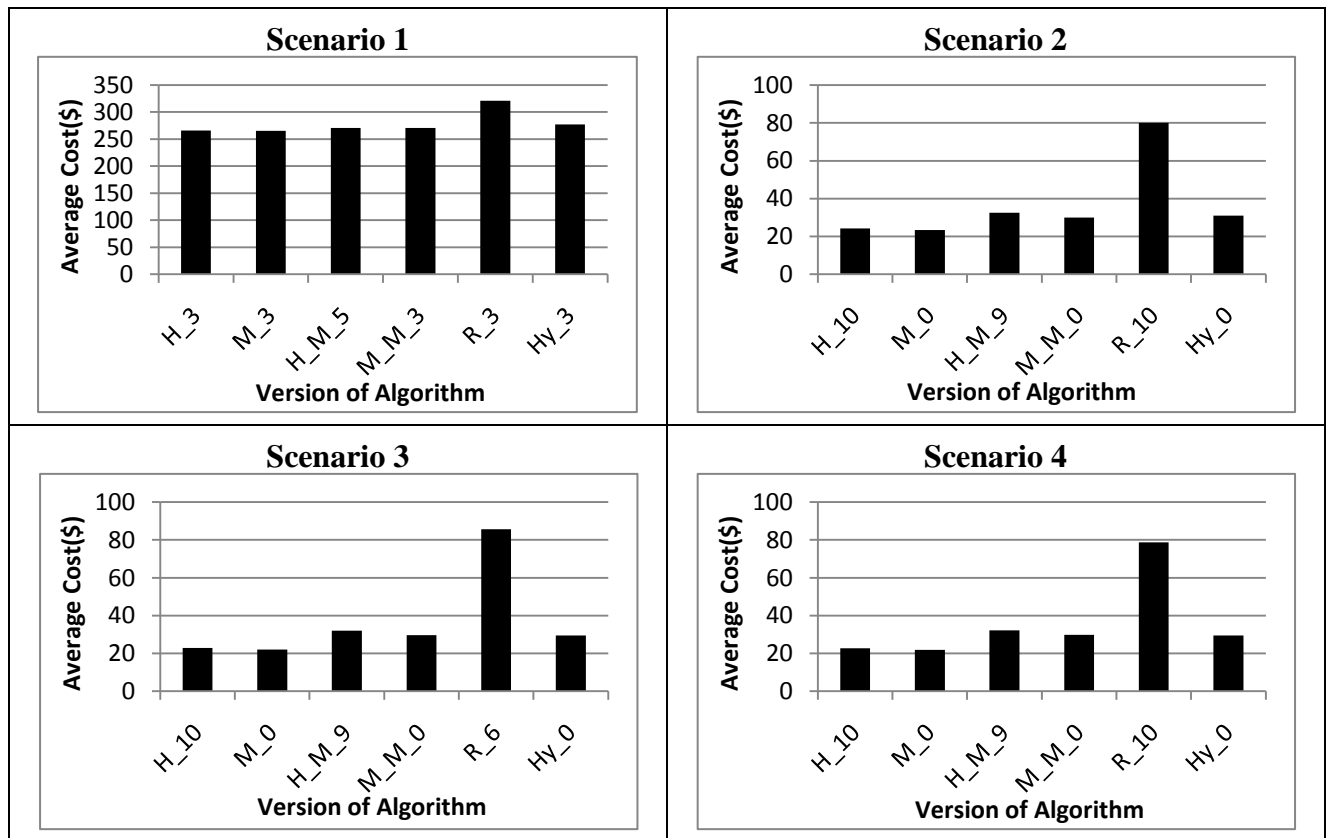 Scenario 1
350
300
250
200
150
100
50
0
Average Cost($)
H_3
M_3
H_M_5
M_M_3
R_3
Hy_3
Version of Algorithm
Scenario 2
100
80
60
40
20
0
Average Cost($)
H_10
M_0
H_M_9
M_M_0
R_10
Hy_0
Version of Algorithm
Scenario 3
100
80
60
40
20
0
Average Cost($)
H_10
M_0
H_M_9
M_M_0
R_6
Hy_0
Version of Algorithm
Scenario 4
100
80
60
40
20
0
Average Cost($)
H_10
M_0
H_M_9
M_M_0
R_10
Hy_0
Version of Algorithm